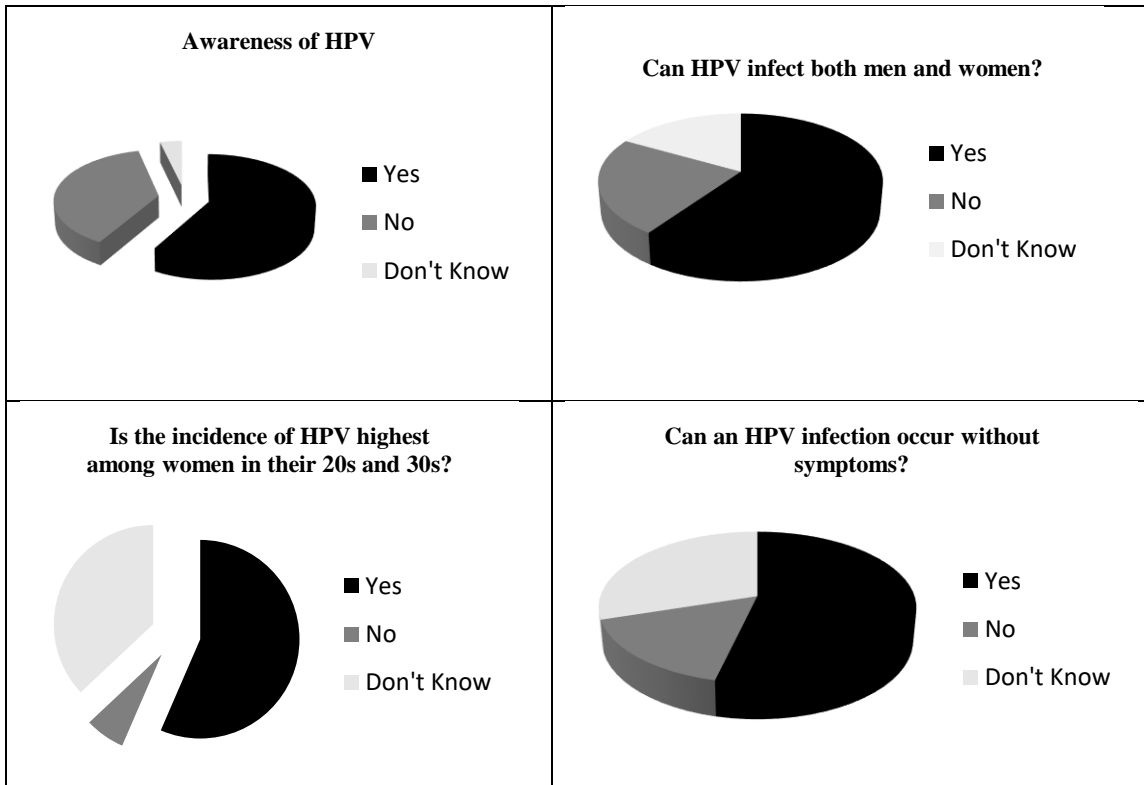 Awareness of HPV
Yes
No
Don't Know
Can HPV infect both men and women?
Yes
No
Don't Know
Is the incidence of HPV highest
among women in their 20s and 30s?
Yes
No
Don't Know
Can an HPV infection occur without
symptoms?
Yes
No
Don't Know